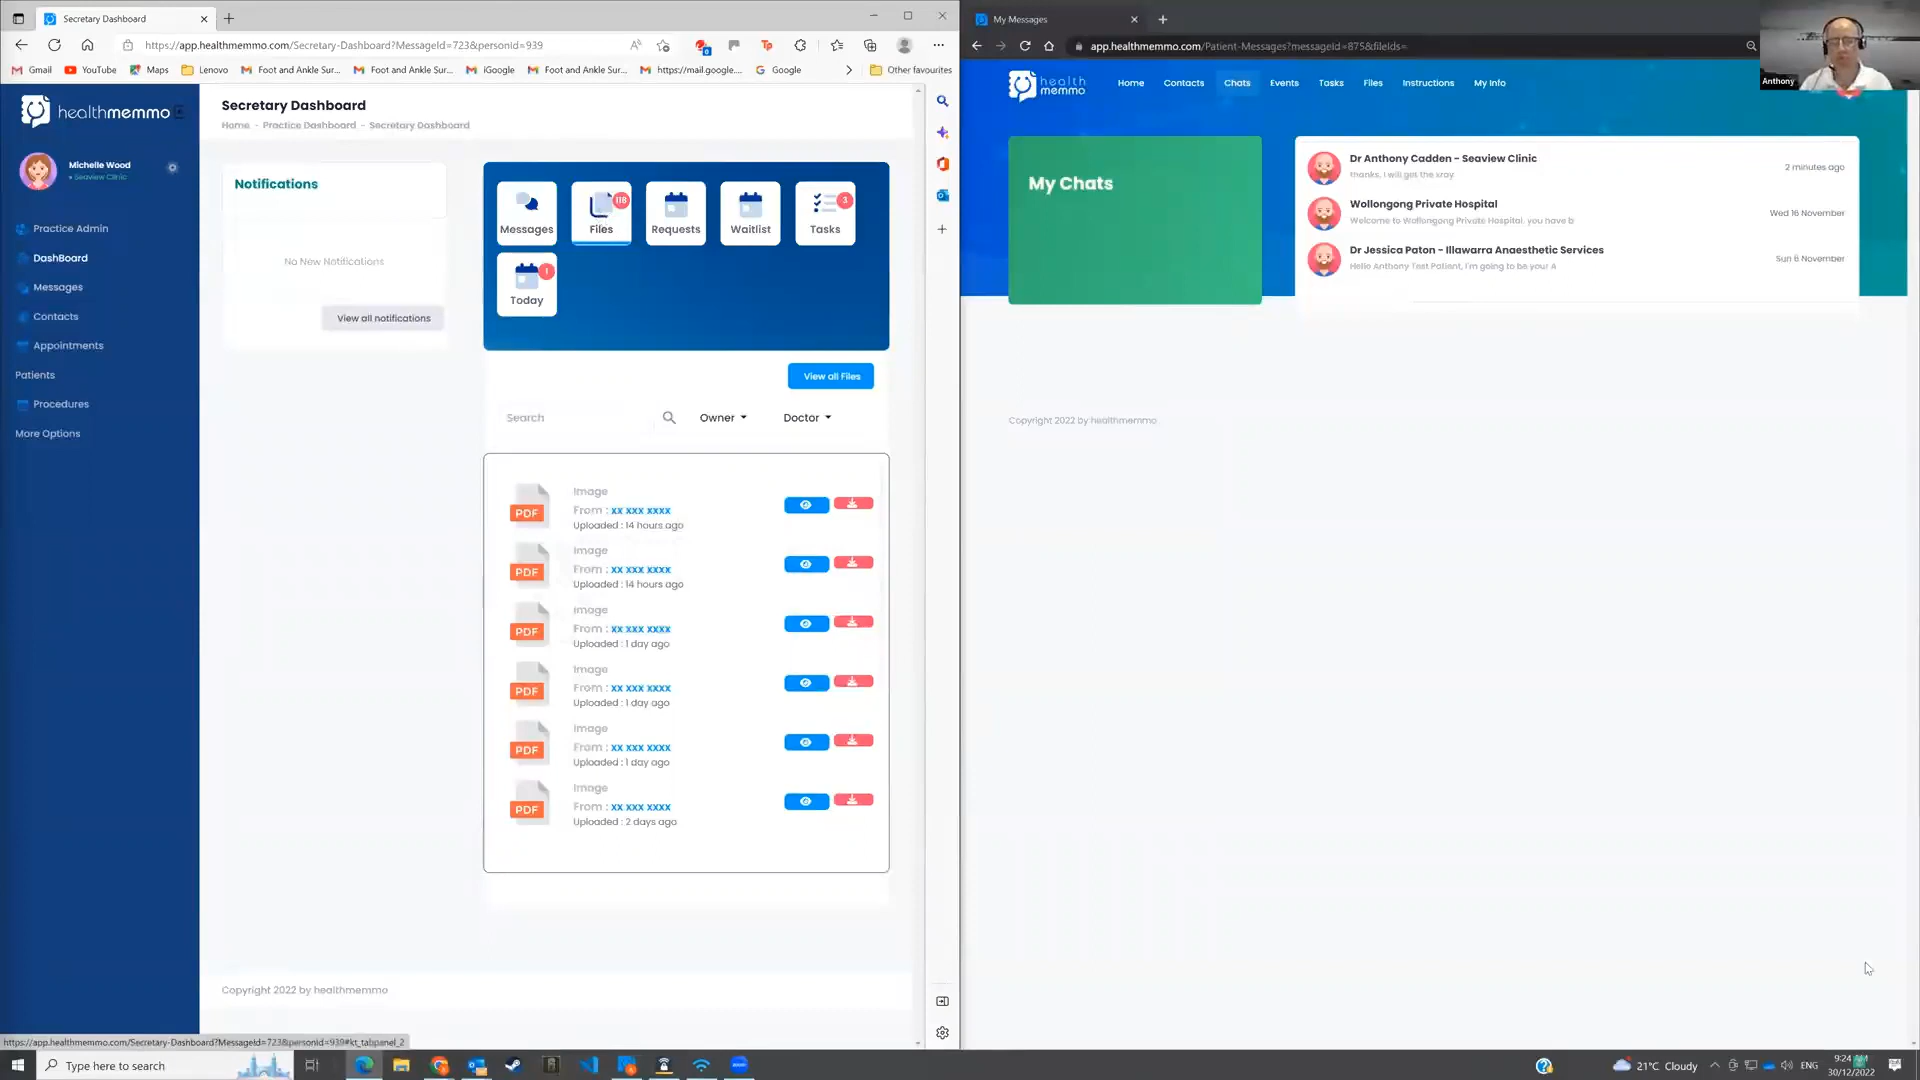 Secretary Dashboard
https://app.healthmemmo.com/Secretary-Dashboard?MessageId=723&personId=939
Gmail
YouTube
Maps
Lenovo
Foot and Ankle Sur...
Foot and Ankle Sur...
iGoogle
Foot and Ankle Sur...
https://mail.google....
Google
Other favourites
healthmemmo
Michelle Wood
Seaview Clinic
Practice Admin
DashBoard
Messages
Contacts
Appointments
Patients
Procedures
More Options
Secretary Dashboard
Home - Practice Dashboard - Secretary Dashboard
Notifications
No New Notifications
View all notifications
Messages
118
Files
Requests
Waitlist
3
Tasks
1
Today
View all Files
Search
Owner
Doctor
PDF
Image
From : xx xxx xxxx
Uploaded : 14 hours ago
PDF
Image
From : xx xxx xxxx
Uploaded : 14 hours ago
PDF
Image
From : xx xxx xxxx
Uploaded : 1 day ago
PDF
Image
From : xx xxx xxxx
Uploaded : 1 day ago
PDF
Image
From : xx xxx xxxx
Uploaded : 1 day ago
PDF
Image
From : xx xxx xxxx
Uploaded : 2 days ago
Copyright 2022 by healthmemmo
https://app.healthmemmo.com/Secretary-Dashboard?MessageId=723&personId=939#kt_tabpanel_2
My Messages
app.healthmemmo.com/Patient-Messages?messageId=875&fileIds=
health
memmo
Home
Contacts
Chats
Events
Tasks
Files
Instructions
My Info
Anthony
My Chats
Dr Anthony Cadden - Seaview Clinic
thanks, I will get the xray
2 minutes ago
Wollongong Private Hospital
Welcome to Wollongong Private Hospital. you have b
Wed 16 November
Dr Jessica Paton - Illawarra Anaesthetic Services
Hello Anthony Test Patient, I'm going to be your A
Sun 6 November
Copyright 2022 by healthmemmo
Type here to search
21°C Cloudy
ENG
9:24
30/12/2022